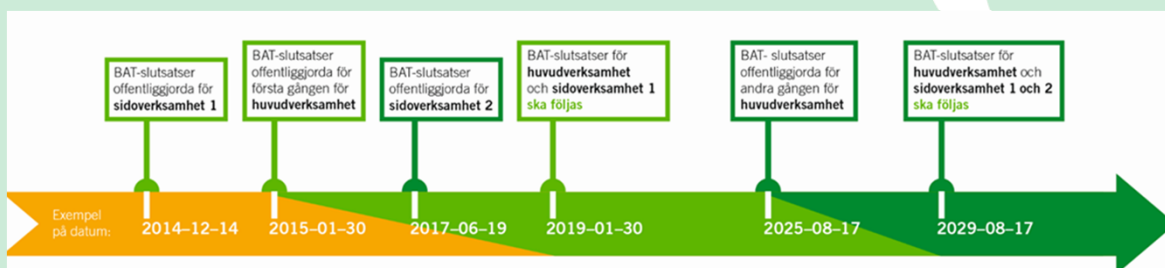 BAT-slutsatser
offentliggjorda för
sidoverksamhet 1
BAT-slutsatser
offentliggjorda för
första gången för
huvudverksamhet
BAT-slutsatser
offentliggjorda för
sidoverksamhet 2
BAT-slutsatser för
huvudverksamhet
och sidoverksamhet 1
ska följas
BAT- slutsatser
offentliggjorda för
andra gången för
huvudverksamhet
BAT-slutsatser för
huvudverksamhet och
sidoverksamhet 1 och 2
ska följas
Exempel
på datum:
2014–12–14
2015–01–30
2017–06–19
2019–01–30
2025–08–17
2029–08–17